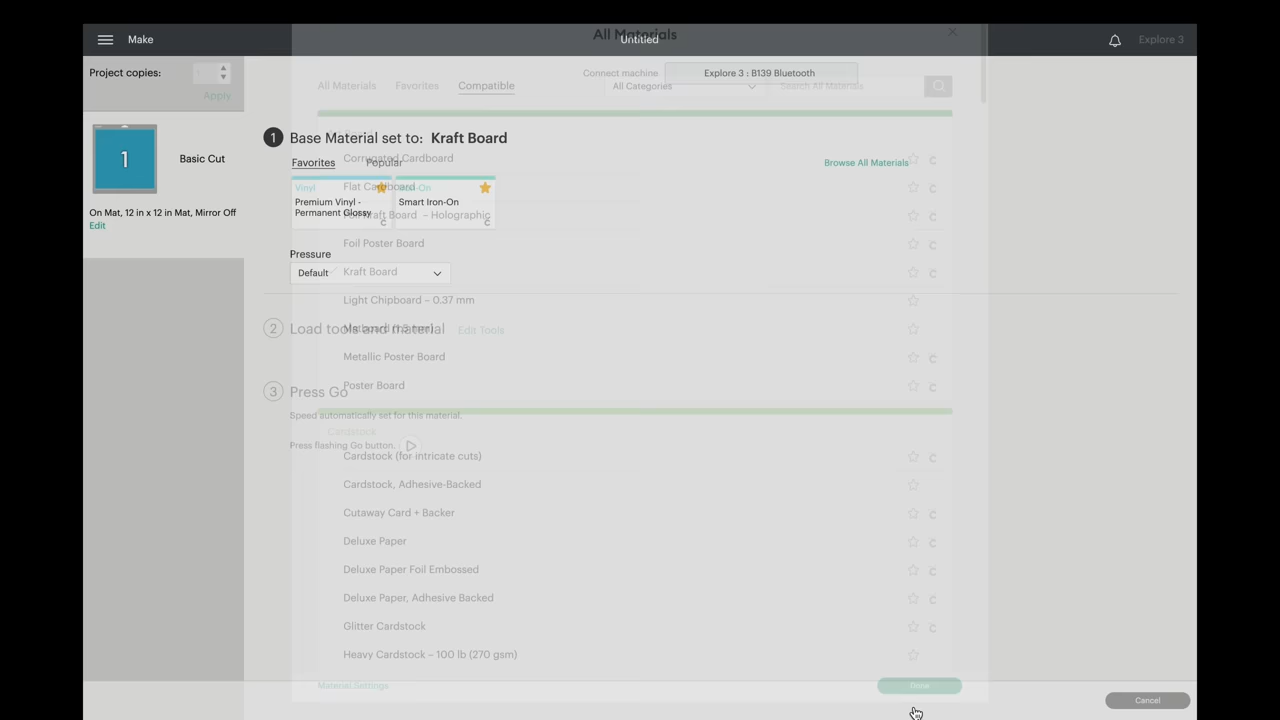 Make
Untitled
Explore 3
All Materials
Project copies:
Apply
Connect machine
Explore 3 : B139 Bluetooth
All Materials
Favorites
Compatible
All Categories
Search All Materials
1
Basic Cut
On Mat, 12 in x 12 in Mat, Mirror Off
Edit
1
Base Material set to: Kraft Board
Favorites
Popular
Browse All Materials
Vinyl
Premium Vinyl -
Permanent Glossy
Smart Iron-On
Pressure
Default
2
Load tools and material
Edit Tools
3
Press Go
Speed automatically set for this material.
Press flashing Go button.
Corrugated Cardboard
Flat Cardboard
Foil Kraft Board – Holographic
Foil Poster Board
Kraft Board
Light Chipboard – 0.37 mm
Metallic Poster Board
Poster Board
Cardstock
Cardstock (for intricate cuts)
Cardstock, Adhesive-Backed
Cutaway Card + Backer
Deluxe Paper
Deluxe Paper Foil Embossed
Deluxe Paper, Adhesive Backed
Glitter Cardstock
Heavy Cardstock – 100 lb (270 gsm)
Material Settings
Done
Cancel